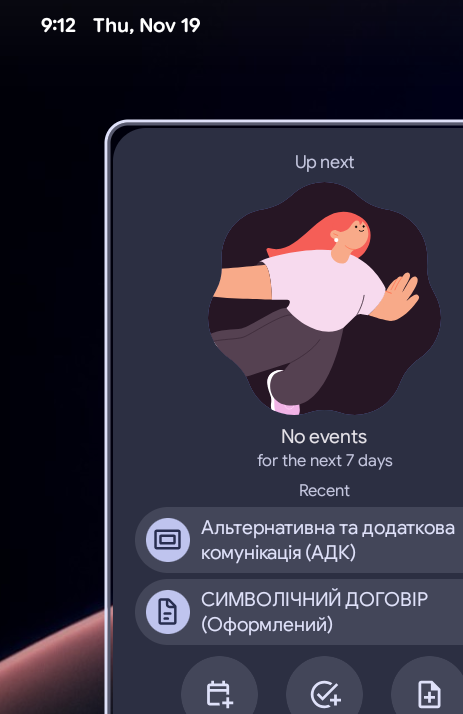 9:12 Thu, Nov 19
Up next
No events
for the next 7 days
Recent
Альтернативна та додаткова
комунікація (АДК)
СИМВОЛІЧНИЙ ДОГОВІР
(Оформлений)